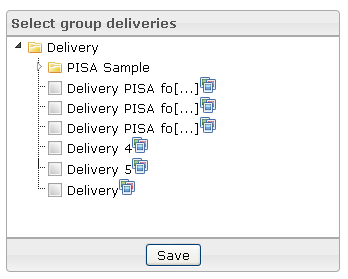 Select group deliveries
Delivery
PISA Sample
Delivery PISA fo[...]
Delivery PISA fo[...]
Delivery PISA fo[...]
Delivery 4
Delivery 5
Delivery
Save